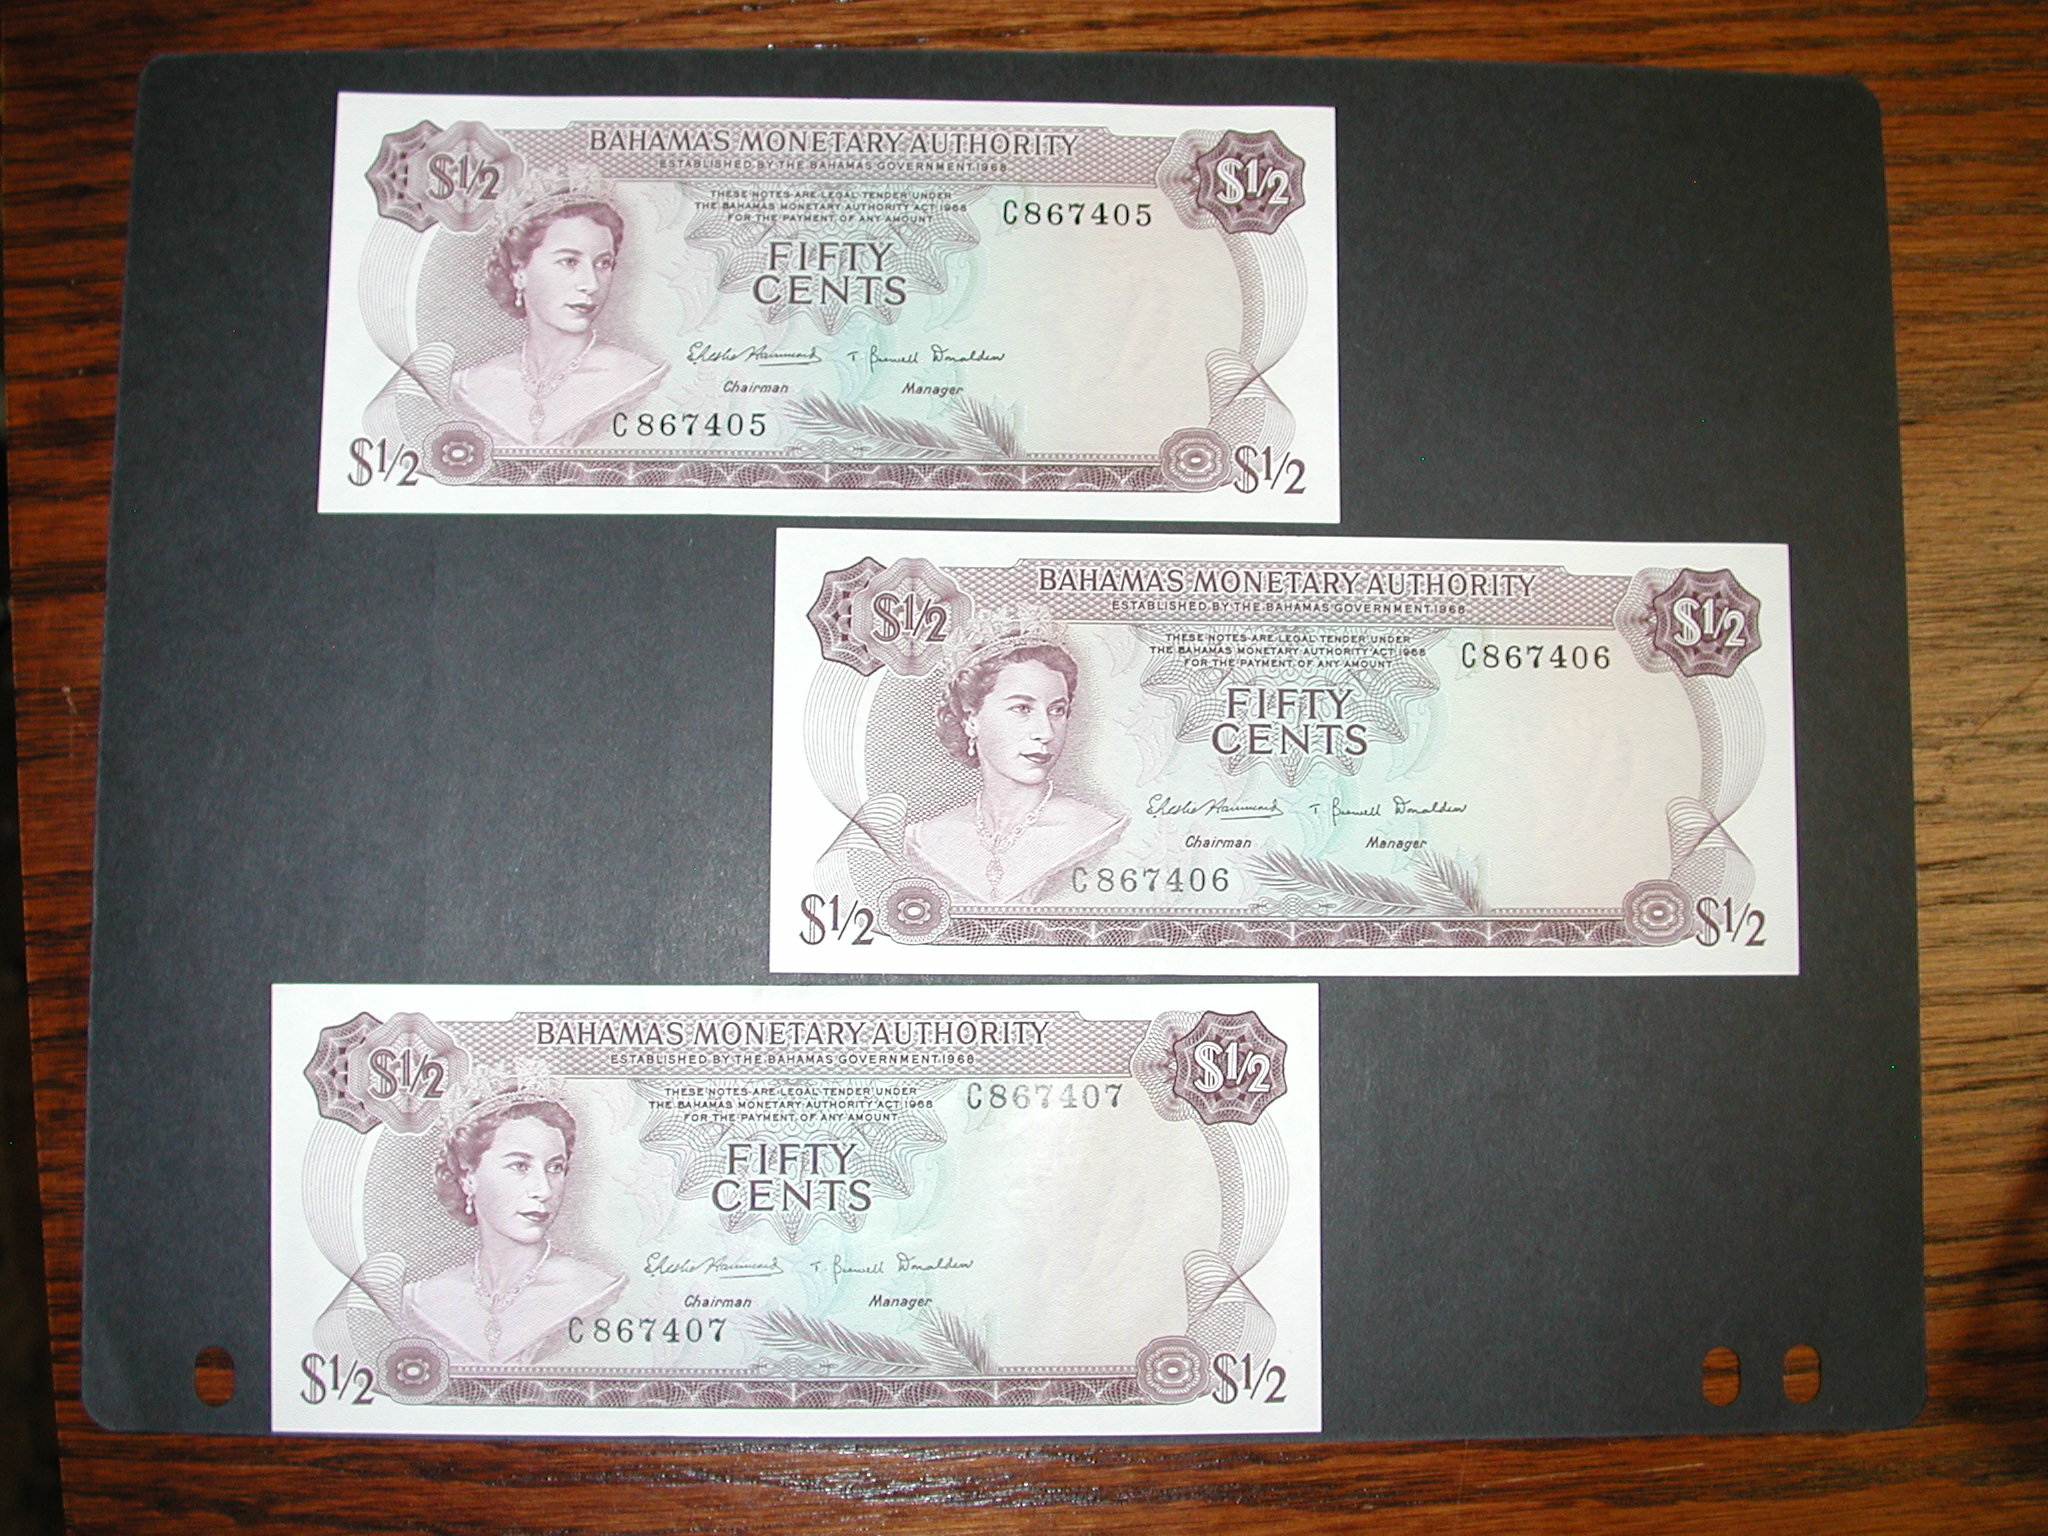 BAHAMAS MONETARY AUTHORITY
ESTABLISHED BY THE BAHAMAS GOVERNMENT 1968
$1/2 $1/2
THESE NOTES ARE LEGAL TENDER UNDER
THE BAHAMAS MONETARY AUTHORITY ACT 1968
FOR THE PAYMENT OF ANY AMOUNT
C867405
FIFTY
CENTS
Chairman Manager
C867405
$1/2 $1/2
BAHAMAS MONETARY AUTHORITY
ESTABLISHED BY THE BAHAMAS GOVERNMENT 1968
$1/2 $1/2
THESE NOTES ARE LEGAL TENDER UNDER
THE BAHAMAS MONETARY AUTHORITY ACT 1968
FOR THE PAYMENT OF ANY AMOUNT
C867406
FIFTY
CENTS
Chairman Manager
C867406
$1/2 $1/2
BAHAMAS MONETARY AUTHORITY
ESTABLISHED BY THE BAHAMAS GOVERNMENT 1968
$1/2 $1/2
THESE NOTES ARE LEGAL TENDER UNDER
THE BAHAMAS MONETARY AUTHORITY ACT 1968
FOR THE PAYMENT OF ANY AMOUNT
C867407
FIFTY
CENTS
Chairman Manager
C867407
$1/2 $1/2